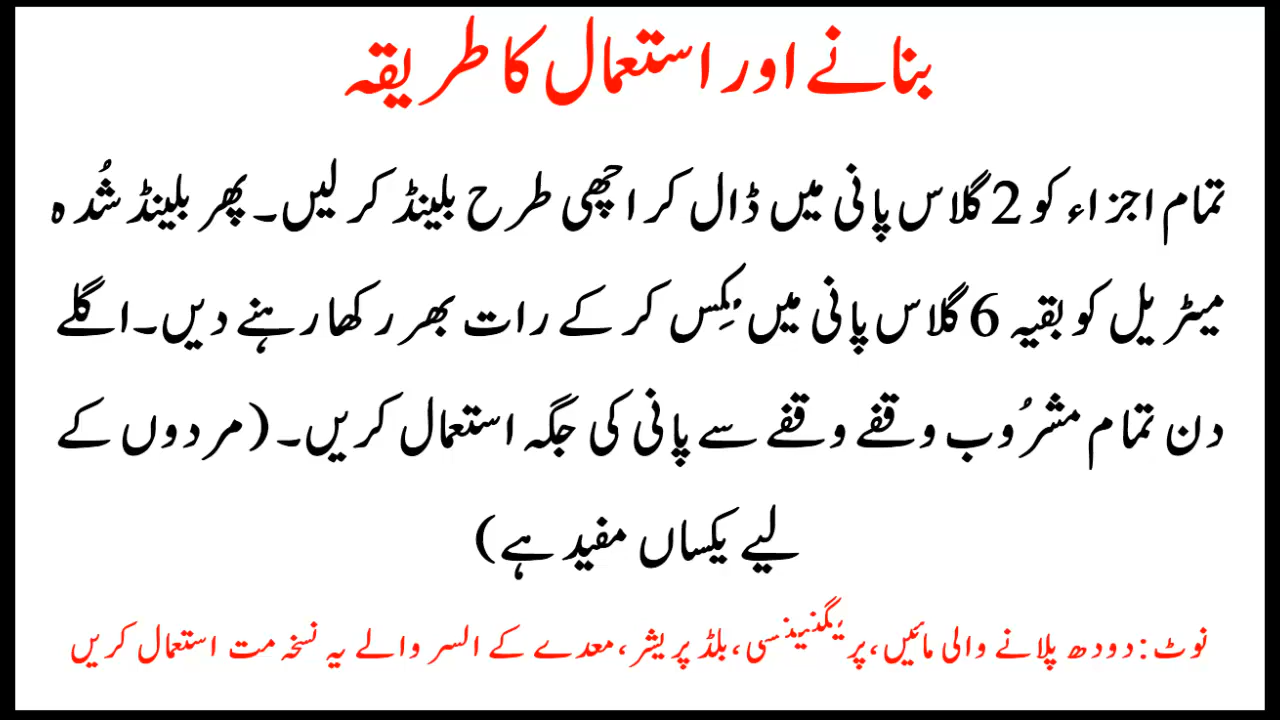 بنانے اور استعمال کا طریقہ
تمام اجزاء کو 2 گلاس پانی میں ڈال کر اچھی طرح بلینڈ کر لیں۔ پھر بلینڈ شُدہ
میٹریل کو بقیہ 6 گلاس پانی میں مِکس کر کے رات بھر رکھا رہنے دیں۔ اگلے
دن تمام مشرُوب وقفے وقفے سے پانی کی جگہ استعمال کریں۔ (مردوں کے
لیے یکساں مفید ہے)
نوٹ: دودھ پلانے والی مائیں، پریگنینسی، بلڈ پریشر، معدے کے السر والے یہ نسخہ مت استعمال کریں